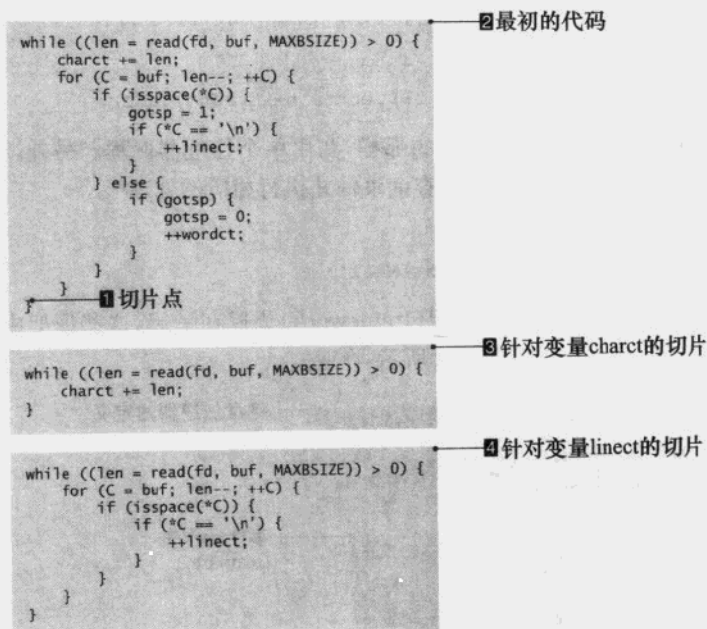 2最初的代码
while ((len = read(fd, buf, MAXBSIZE)) > 0) {
charct += len;
for (C = buf; len--; ++C) {
if (isspace(*C)) {
gotsp = 1;
if (*C == '\n') {
++linect;
}
} else {
if (gotsp) {
gotsp = 0;
++wordct;
}
}
}
}
1切片点
3针对变量charct的切片
while ((len = read(fd, buf, MAXBSIZE)) > 0) {
charct += len;
}
4针对变量linect的切片
while ((len = read(fd, buf, MAXBSIZE)) > 0) {
for (C = buf; len--; ++C) {
if (isspace(*C)) {
if (*C == '\n') {
++linect;
}
}
}
}